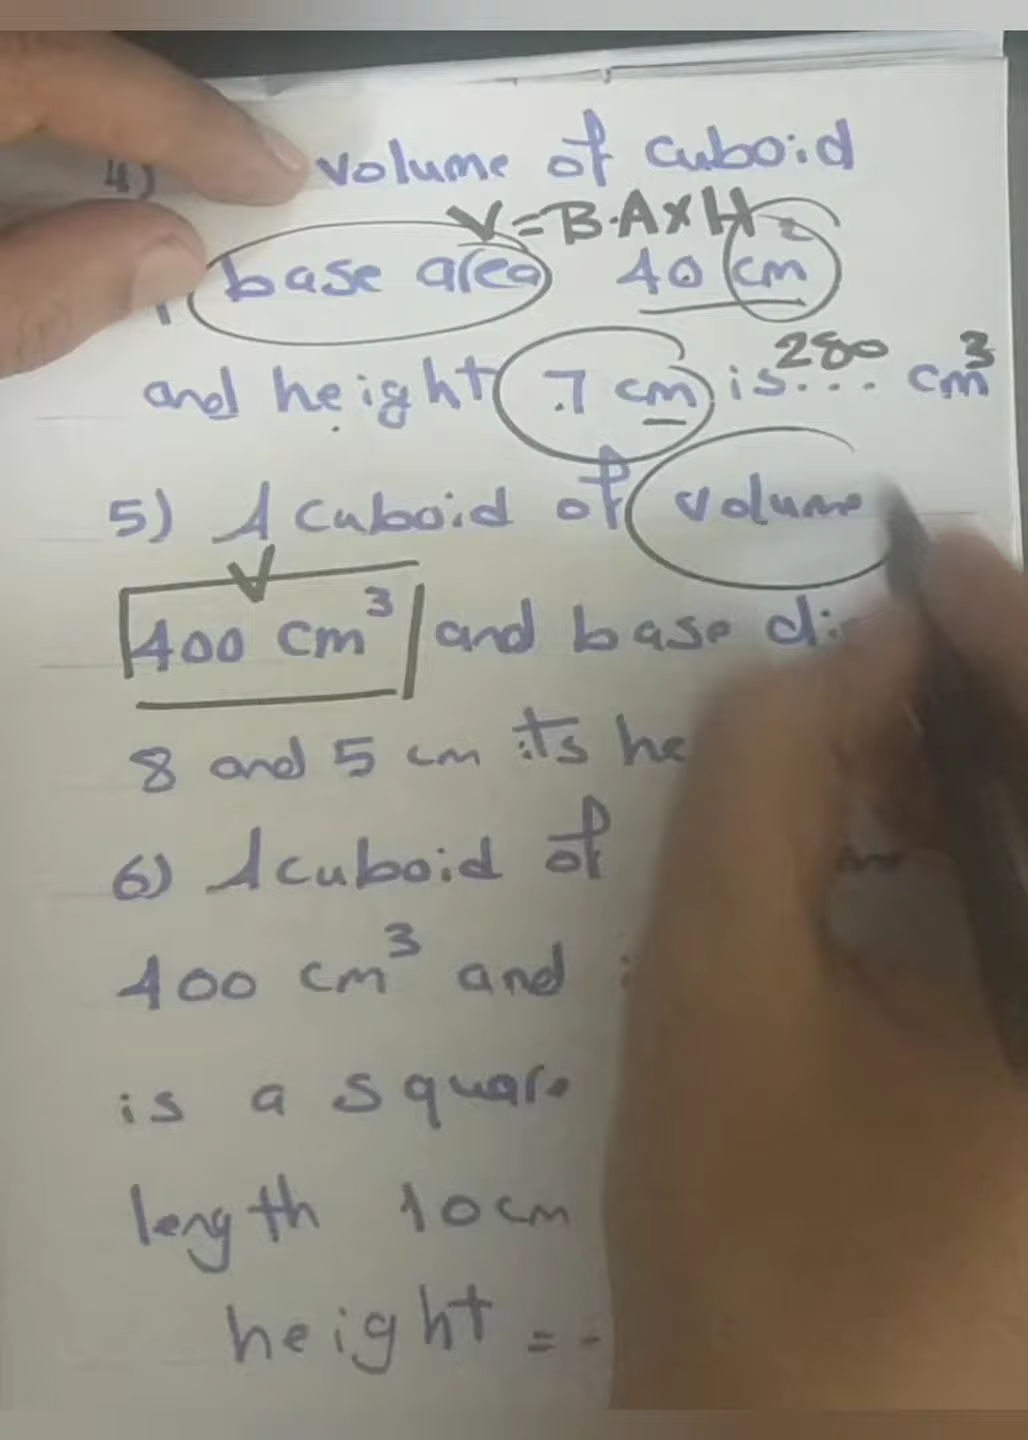 4) volume of cuboid
V = B.A × H
base area 40 cm²
and height 7 cm is 280 ... cm³
5) A cuboid of volume
V
400 cm³ and base
8 and 5 cm its
6) A cuboid of
400 cm³ and
is a square
length 10 cm
height = -